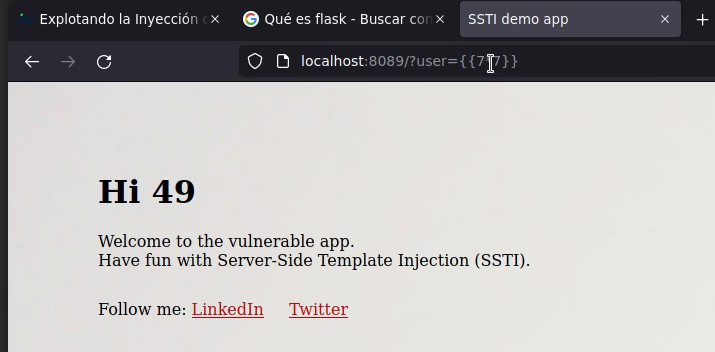 Explotando la Inyección
Qué es flask - Buscar con
SSTI demo app
localhost:8089/?user={{7*7}}
Hi 49
Welcome to the vulnerable app.
Have fun with Server-Side Template Injection (SSTI).
Follow me: LinkedIn Twitter